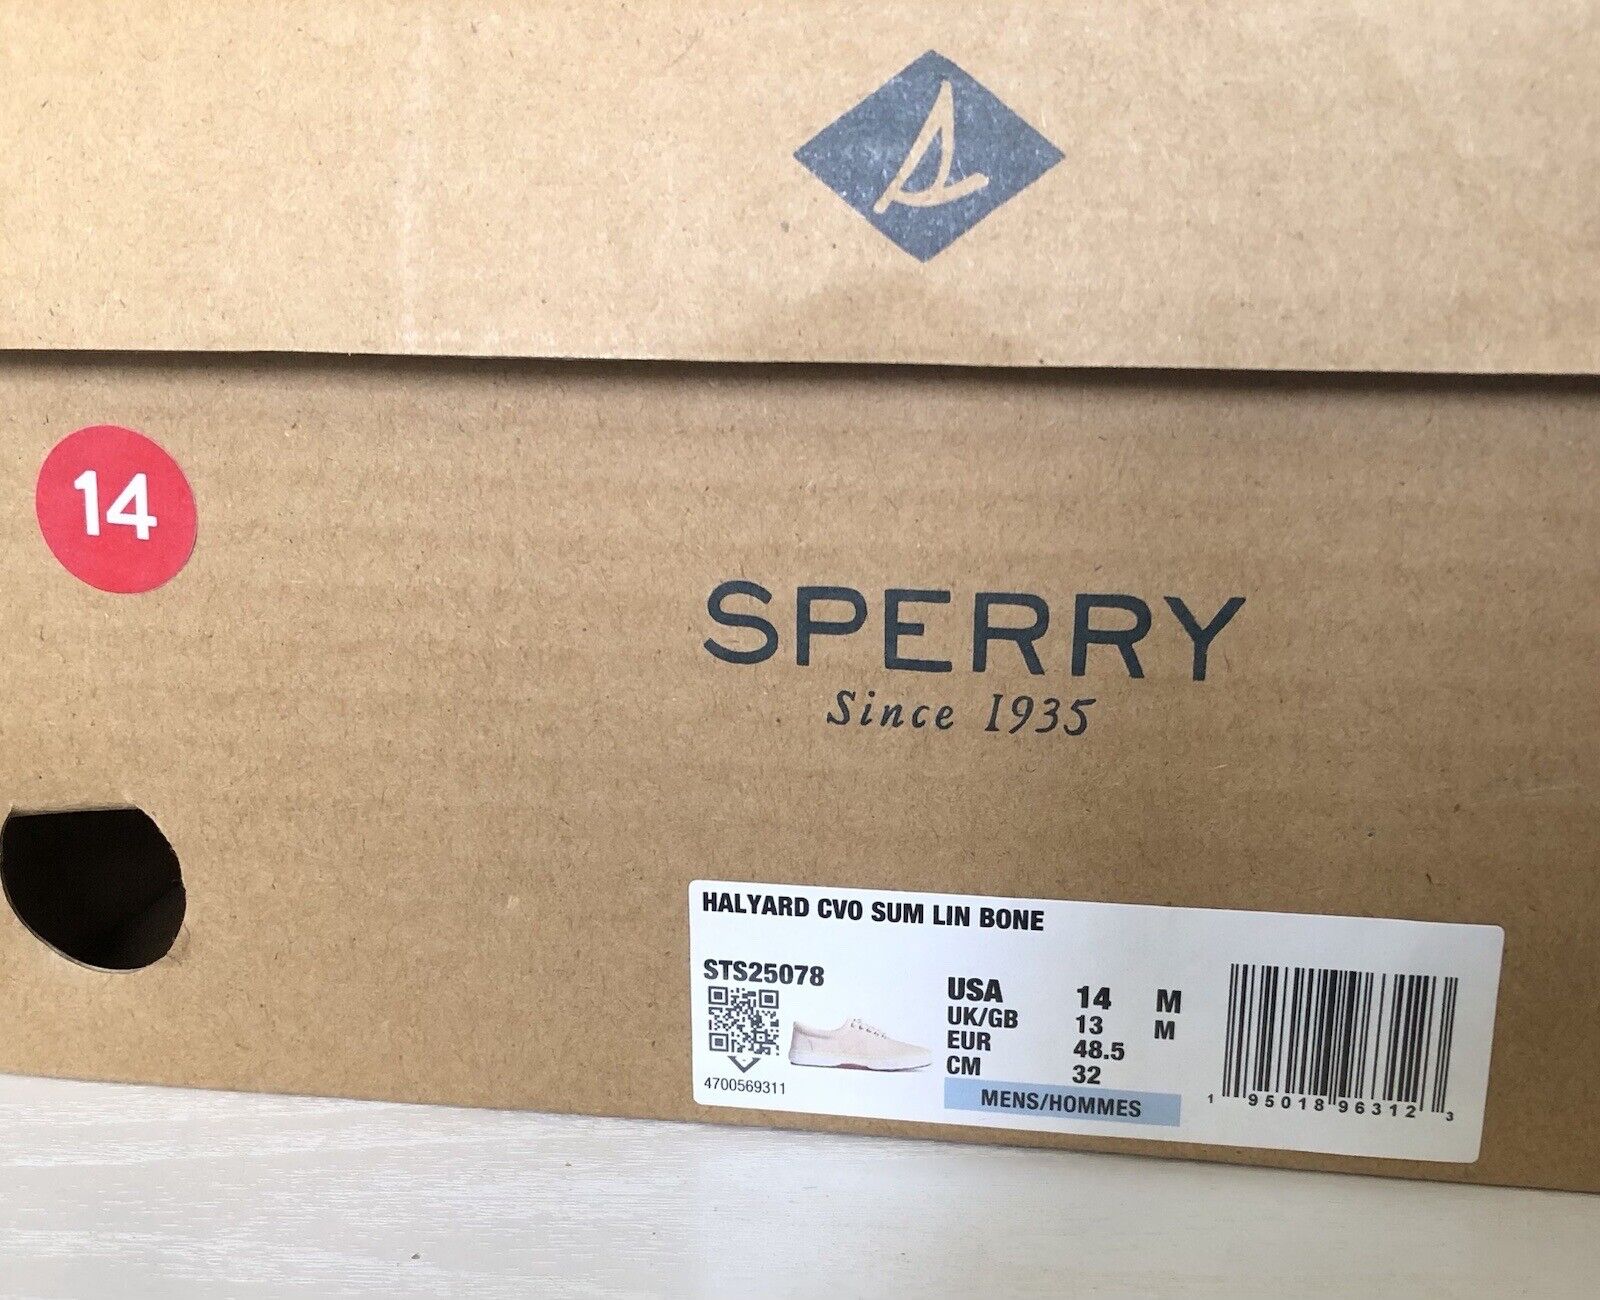 14
SPERRY
Since 1935
HALYARD CVO SUM LIN BONE
STS25078
4700569311
USA 14 M
UK/GB 13 M
EUR 48.5
CM 32
MENS/HOMMES
1 95018 96312 3